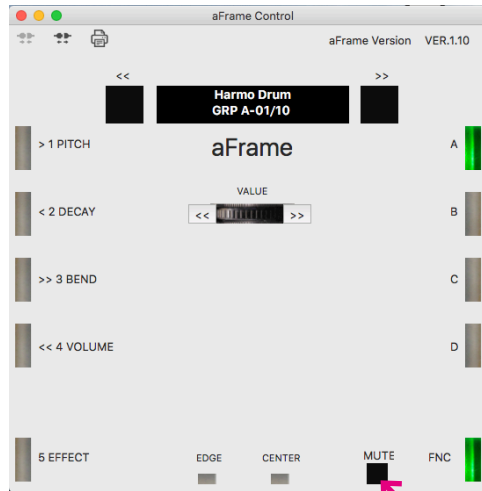 aFrame Control
aFrame Version VER.1.10
<< >>
Harmo Drum
GRP A-01/10
> 1 PITCH aFrame A
VALUE
< 2 DECAY << >> B
>> 3 BEND C
<< 4 VOLUME D
5 EFFECT EDGE CENTER MUTE FNC